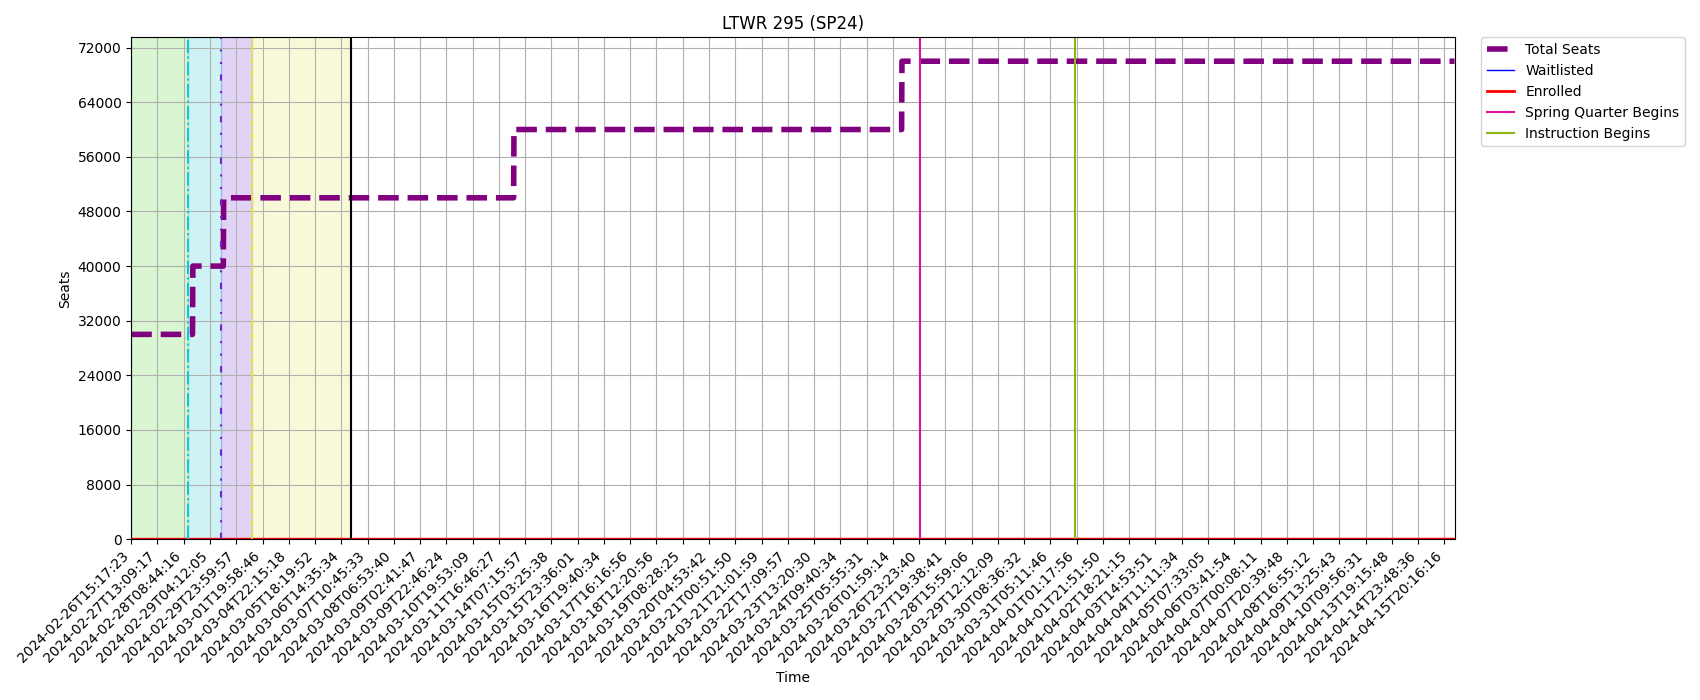 LTWR 295 (SP24)
72000
64000
56000
48000
40000
32000
24000
16000
8000
0
Seats
Total Seats
Waitlisted
Enrolled
Spring Quarter Begins
Instruction Begins
2024-02-26T15:17:23
2024-02-27T13:09:17
2024-02-28T08:44:16
2024-02-29T04:12:05
2024-02-29T23:59:57
2024-03-01T19:58:46
2024-03-04T22:15:18
2024-03-05T18:19:52
2024-03-06T14:35:34
2024-03-07T10:45:33
2024-03-08T06:53:40
2024-03-09T02:41:47
2024-03-09T22:46:24
2024-03-10T19:53:09
2024-03-11T16:46:27
2024-03-14T07:15:57
2024-03-15T03:25:38
2024-03-15T23:36:01
2024-03-16T19:40:34
2024-03-17T16:16:56
2024-03-18T12:20:56
2024-03-19T08:28:25
2024-03-20T04:53:42
2024-03-21T00:51:50
2024-03-21T21:01:59
2024-03-22T17:09:57
2024-03-23T13:20:30
2024-03-24T09:40:34
2024-03-25T05:55:31
2024-03-26T01:59:14
2024-03-26T23:23:40
2024-03-27T19:38:41
2024-03-28T15:59:06
2024-03-29T12:12:09
2024-03-30T08:36:32
2024-03-31T05:11:46
2024-04-01T01:17:56
2024-04-01T21:51:50
2024-04-02T18:21:15
2024-04-03T14:53:51
2024-04-04T11:11:34
2024-04-05T07:33:05
2024-04-06T03:41:54
2024-04-07T00:08:11
2024-04-07T20:39:48
2024-04-08T16:55:12
2024-04-09T13:25:43
2024-04-10T09:56:31
2024-04-13T19:15:48
2024-04-14T23:48:36
2024-04-15T20:16:16
Time